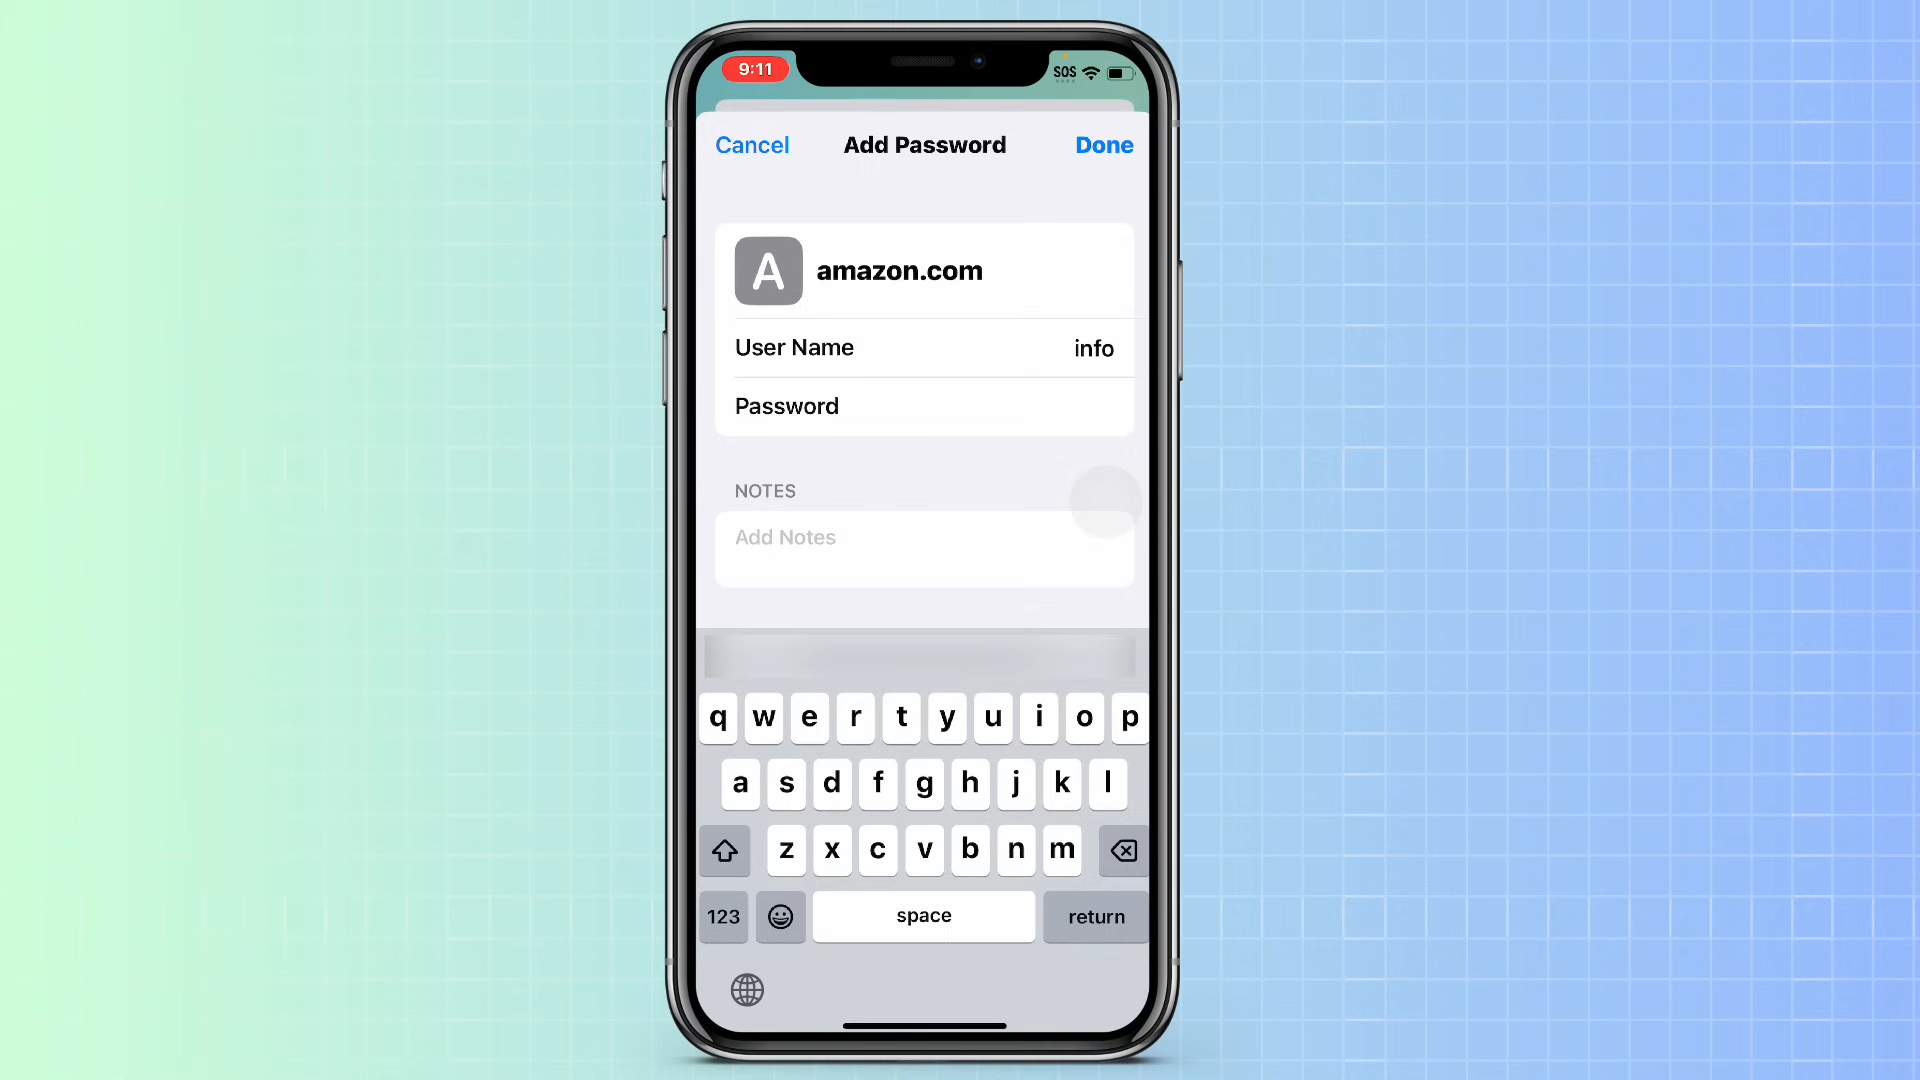 9:11
SOS
Cancel Add Password Done
A amazon.com
User Name info
Password
NOTES
Add Notes
q w e r t y u i o p
a s d f g h j k l
z x c v b n m
123 space return